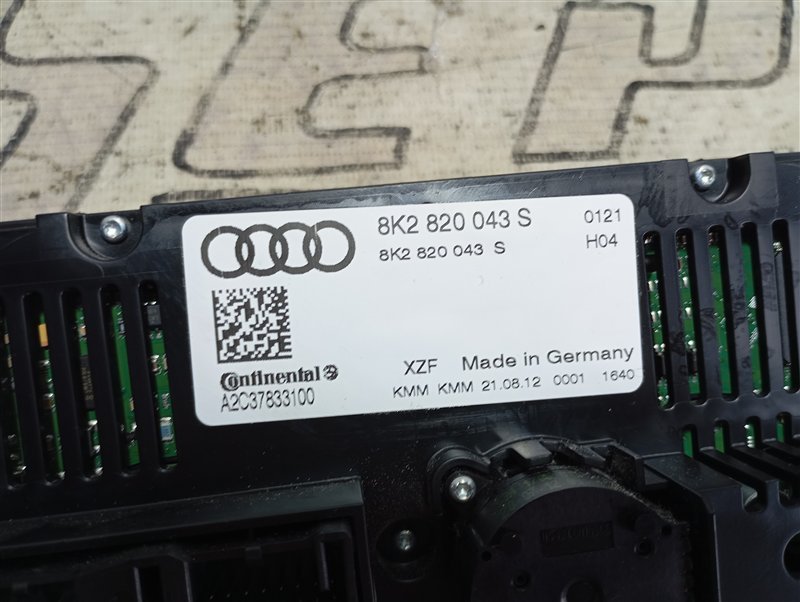 SEP
8K2 820 043 S 0121
8K2 820 043 S H04
Continental
A2C37833100
XZF Made in Germany
KMM KMM 21.08.12 0001 1640